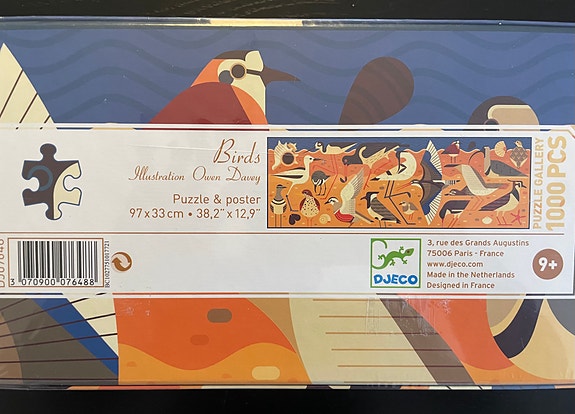 Birds
Illustration Owen Davey
Puzzle & poster
97 x 33 cm • 38,2" x 12,9"
PUZZLE GALLERY
1000 PCS
DJECO
3, rue des Grands Augustins
75006 Paris - France
www.djeco.com
Made in the Netherlands
Designed in France
9+
DJ07648
3 070900 076488